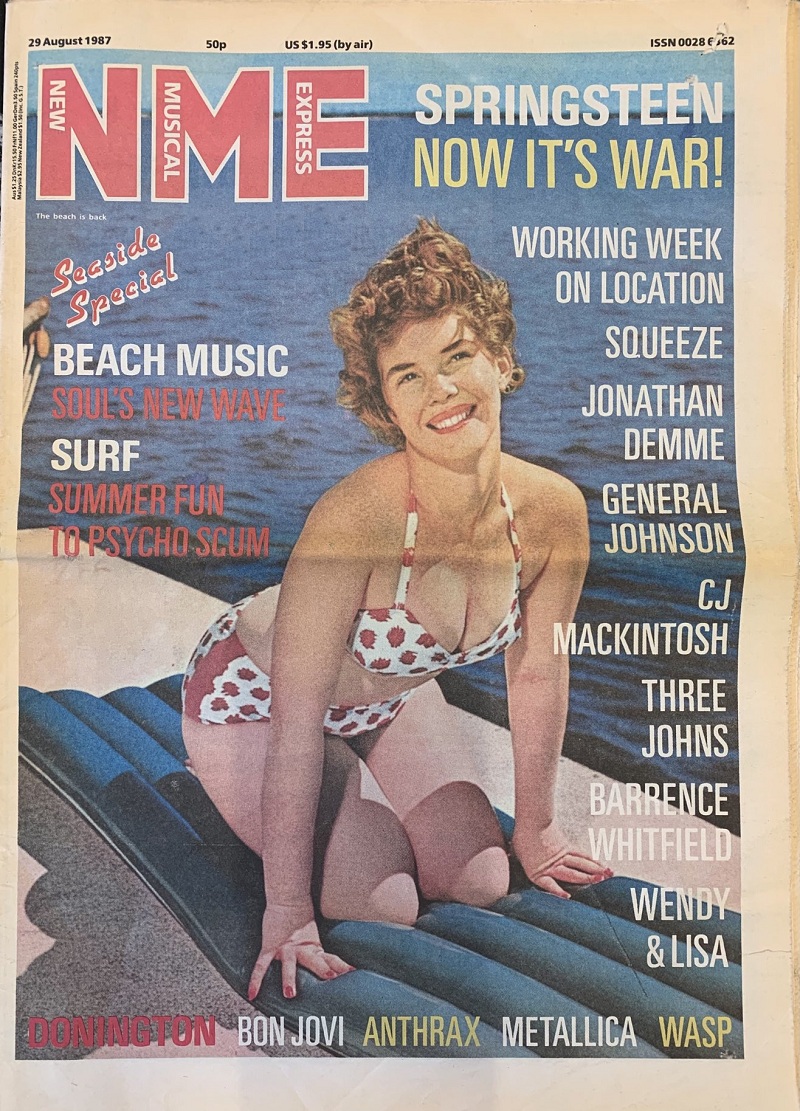 29 August 1987
50p
US $1.95 (by air)
ISSN 0028 6362
NEW
MUSICAL
EXPRESS
NME
The beach is back
SPRINGSTEEN
NOW IT'S WAR!
Seaside
Special
BEACH MUSIC
SOUL'S NEW WAVE
SURF
SUMMER FUN
TO PSYCHO SCUM
WORKING WEEK
ON LOCATION
SQUEEZE
JONATHAN
DEMME
GENERAL
JOHNSON
CJ
MACKINTOSH
THREE
JOHNS
BARRENCE
WHITFIELD
WENDY
& LISA
DONINGTON BON JOVI ANTHRAX METALLICA WASP